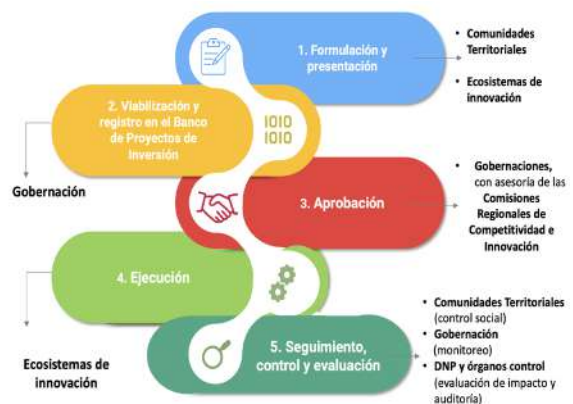 1. Formulación y
presentación
• Comunidades
Territoriales
• Ecosistemas de
innovación
2. Viabilización y
registro en el Banco
de Proyectos de
Inversión
1010
1010
Gobernación
3. Aprobación
• Gobernaciones,
con asesoría de las
Comisiones
Regionales de
Competitividad e
Innovación
4. Ejecución
Ecosistemas de
innovación
5. Seguimiento,
control y evaluación
• Comunidades Territoriales
(control social)
• Gobernación
(monitoreo)
• DNP y órganos control
(evaluación de impacto y
auditoría)